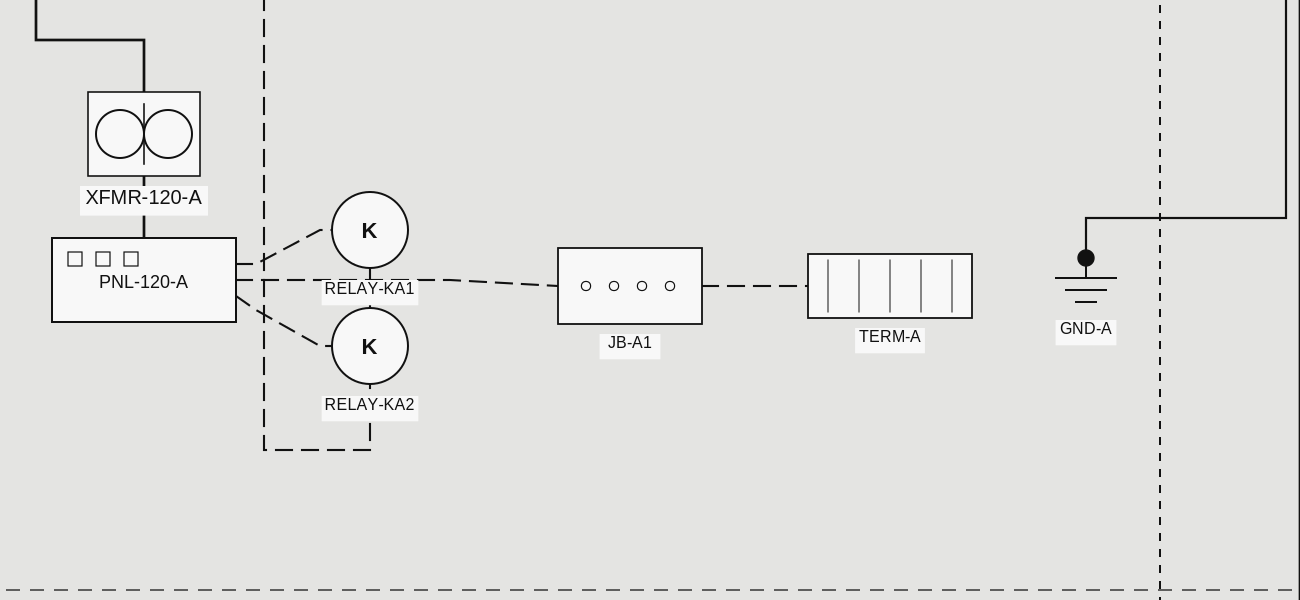 XFMR-120-A
PNL-120-A
K
RELAY-KA1
K
RELAY-KA2
JB-A1
TERM-A
GND-A